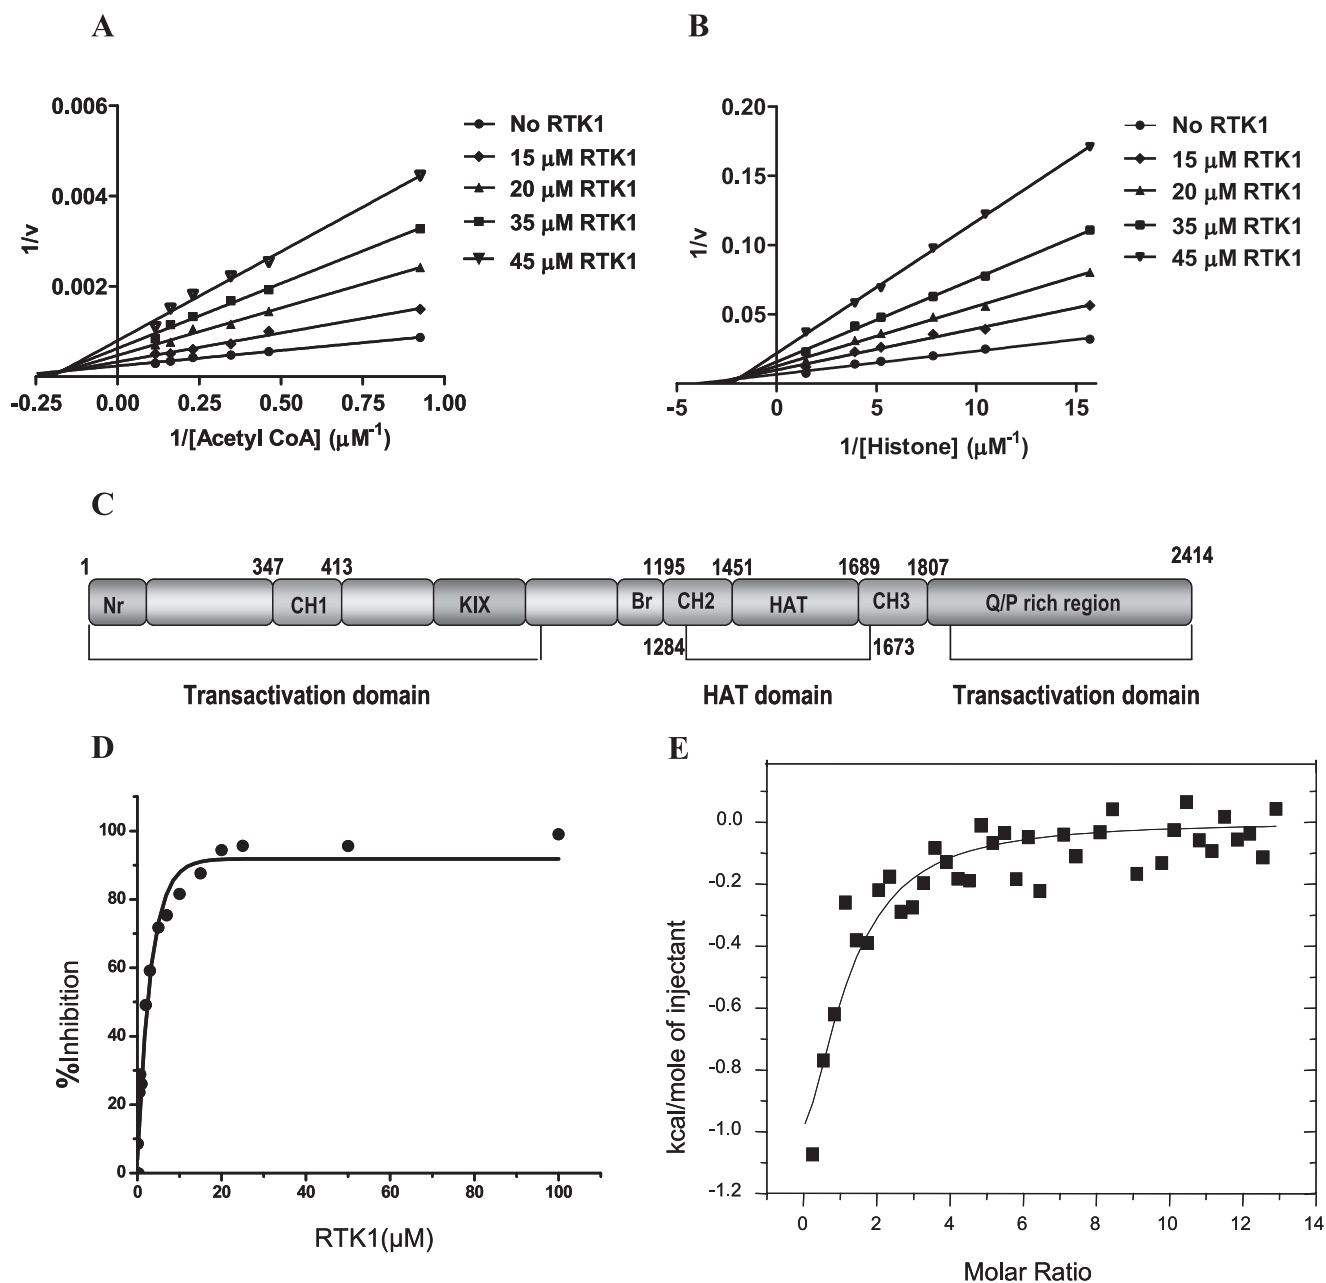 A
0.006
0.004
0.002
1/v
-0.25 0.00 0.25 0.50 0.75 1.00
1/[Acetyl CoA] (μM-1)
No RTK1
15 μM RTK1
20 μM RTK1
35 μM RTK1
45 μM RTK1
B
0.20
0.15
0.10
0.05
1/v
-5 0 5 10 15
1/[Histone] (μM-1)
No RTK1
15 μM RTK1
20 μM RTK1
35 μM RTK1
45 μM RTK1
C
1 347 413 1195 1451 1689 1807 2414
Nr CH1 KIX Br CH2 HAT CH3 Q/P rich region
1284 1673
Transactivation domain HAT domain Transactivation domain
D
100
80
60
40
20
0
%Inhibition
0 20 40 60 80 100
RTK1(μM)
E
0.0
-0.2
-0.4
-0.6
-0.8
-1.0
-1.2
kcal/mole of injectant
0 2 4 6 8 10 12 14
Molar Ratio